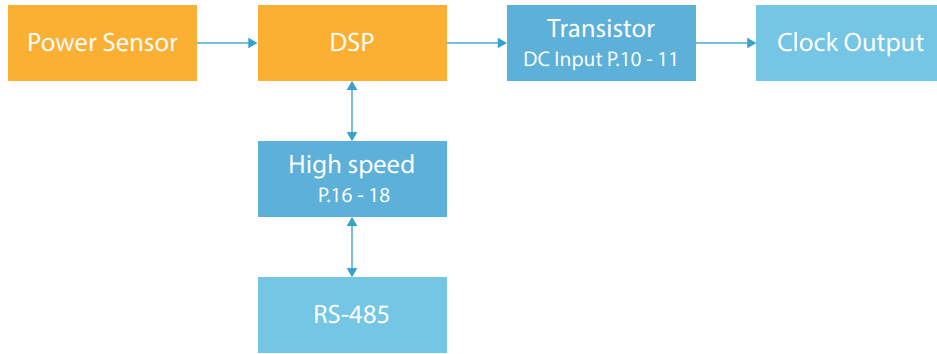 Power Sensor
DSP
Transistor
DC Input P.10 - 11
Clock Output
High speed
P.16 - 18
RS-485